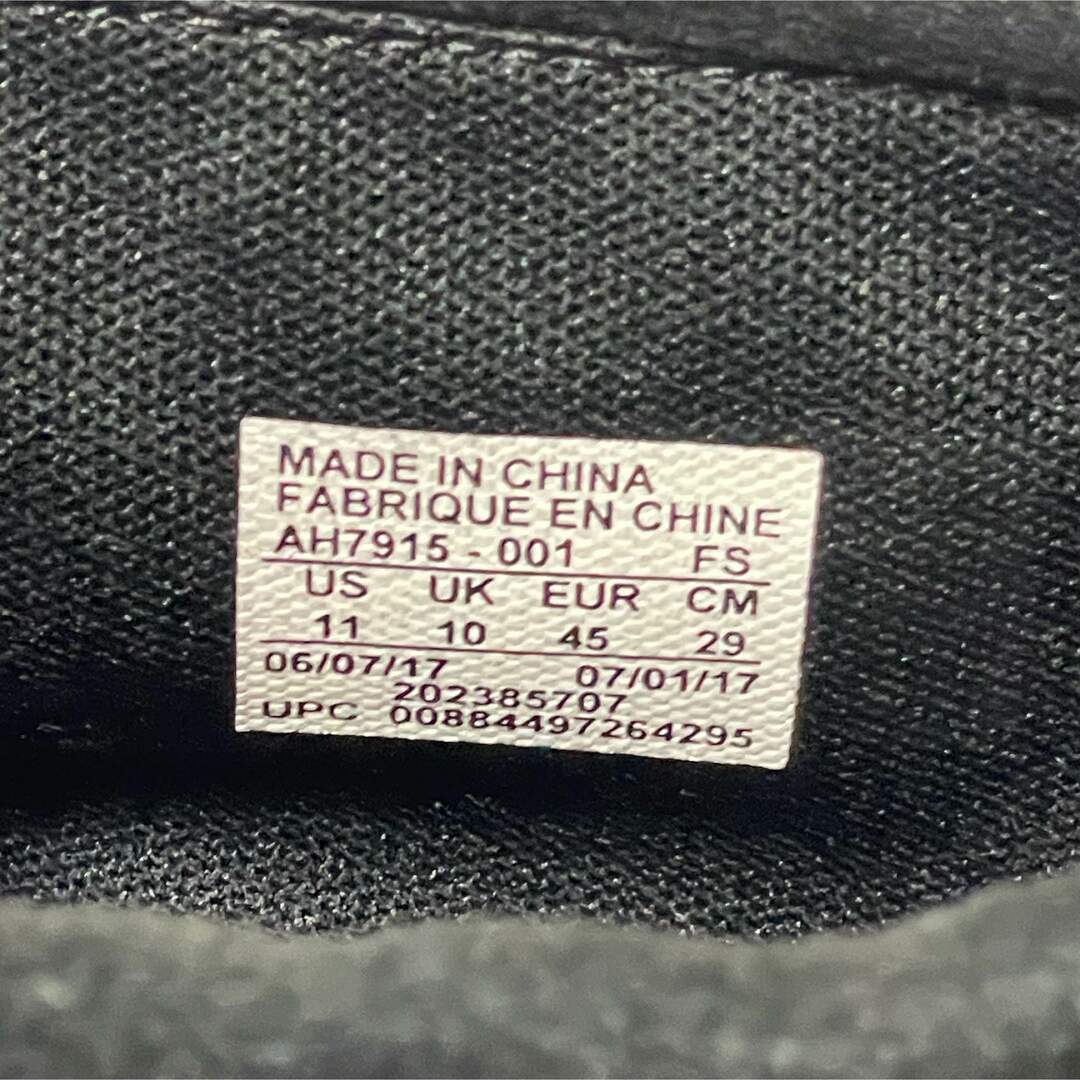 MADE IN CHINA
FABRIQUE EN CHINE
AH7915 - 001 FS
US UK EUR CM
11 10 45 29
06/07/17 07/01/17
202385707
UPC 00884497264295